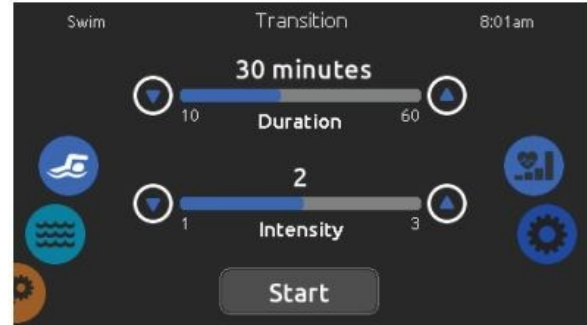 Swim Transition 8:01am
30 minutes
10 Duration 60
2
1 Intensity 3
Start